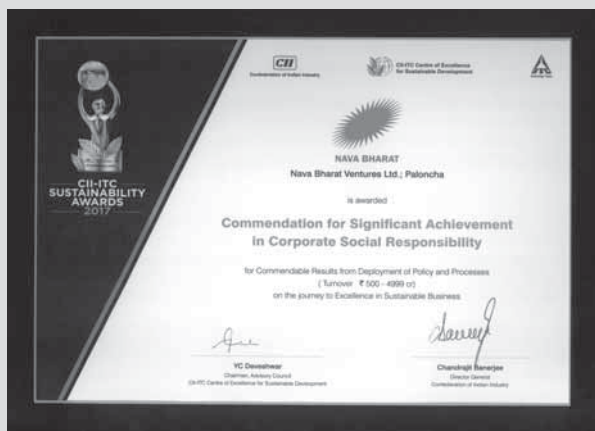 CII
Confederation of Indian Industry
CII-ITC Centre of Excellence
for Sustainable Development
ITC
NAVA BHARAT
Nava Bharat Ventures Ltd.; Paloncha
is awarded
CII-ITC
SUSTAINABILITY
AWARDS
2017
Commendation for Significant Achievement
in Corporate Social Responsibility
for Commendable Results from Deployment of Policy and Processes
( Turnover ₹ 500 - 4999 cr)
on the journey to Excellence in Sustainable Business
YC Deveshwar
Chairman, Advisory Council
CII-ITC Centre of Excellence for Sustainable Development
Chandrajit Banerjee
Director General
Confederation of Indian Industry